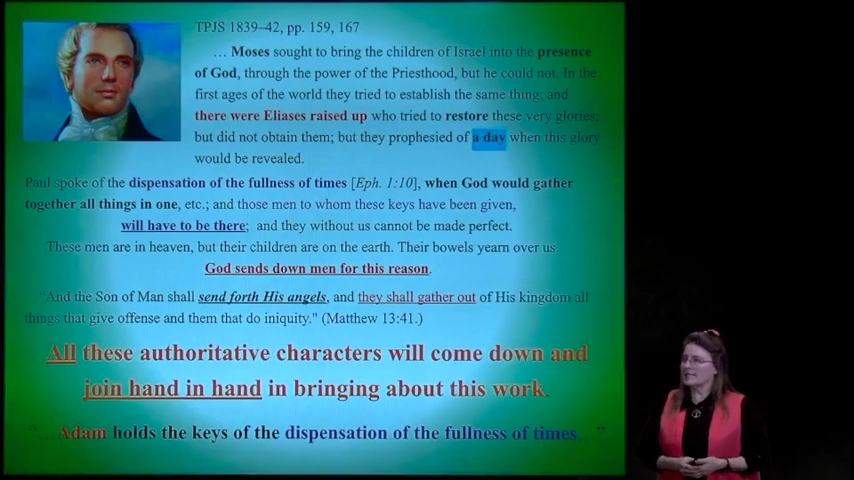 TPJS 1839–42, pp. 159, 167
… Moses sought to bring the children of Israel into the presence
of God, through the power of the Priesthood, but he could not. In the
first ages of the world they tried to establish the same thing; and
there were Eliases raised up who tried to restore these very glories,
but did not obtain them; but they prophesied of a day when this glory
would be revealed.
Paul spoke of the dispensation of the fullness of times [Eph. 1:10], when God would gather
together all things in one, etc.; and those men to whom these keys have been given,
will have to be there; and they without us cannot be made perfect.
These men are in heaven, but their children are on the earth. Their bowels yearn over us.
God sends down men for this reason.
"And the Son of Man shall send forth His angels, and they shall gather out of His kingdom all
things that give offense and them that do iniquity." (Matthew 13:41.)
All these authoritative characters will come down and
join hand in hand in bringing about this work.
"…Adam holds the keys of the dispensation of the fullness of times…"